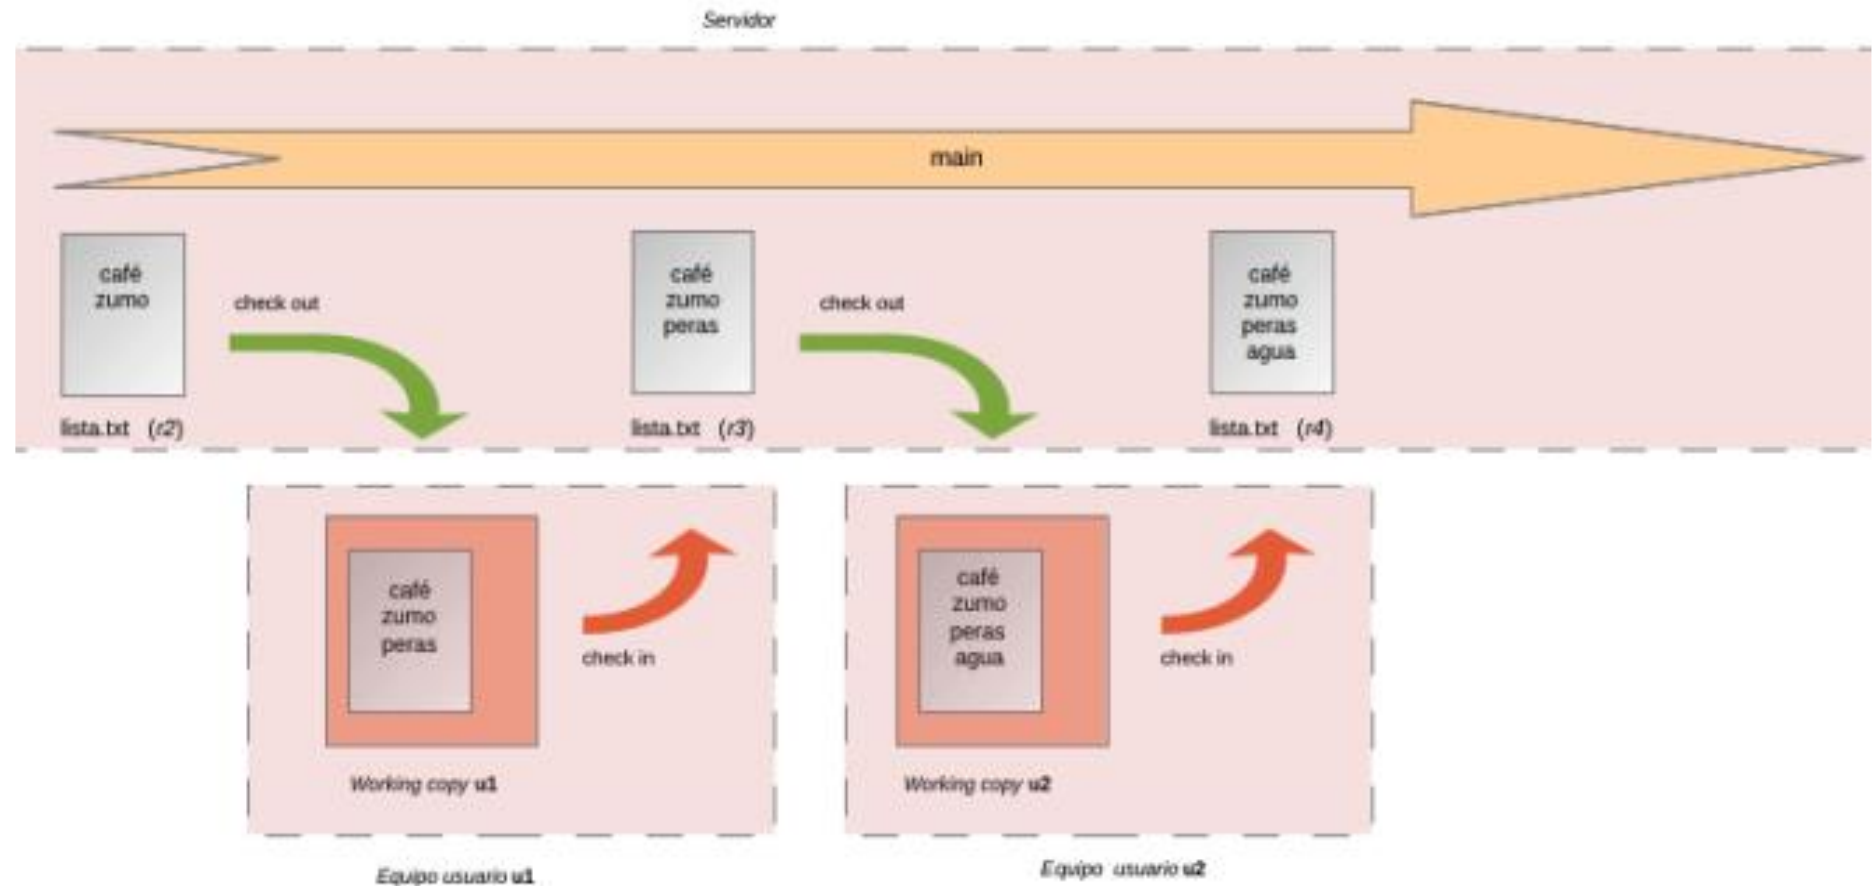 Servidor
main
café
zumo
lista.txt (r2)
check out
café
zumo
peras
lista.txt (r3)
check out
café
zumo
peras
agua
lista.txt (r4)
café
zumo
peras
Working copy u1
check in
Equipo usuario u1
café
zumo
peras
agua
Working copy u2
check in
Equipo usuario u2